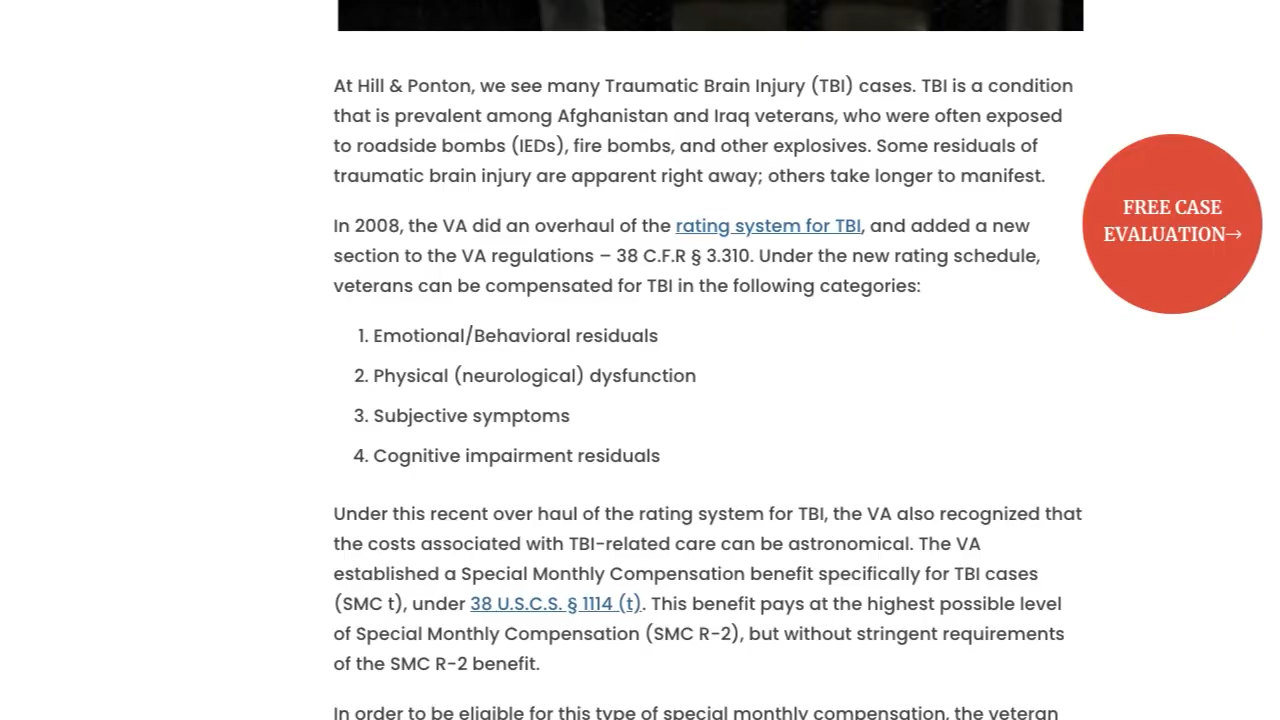 At Hill & Ponton, we see many Traumatic Brain Injury (TBI) cases. TBI is a condition
that is prevalent among Afghanistan and Iraq veterans, who were often exposed
to roadside bombs (IEDs), fire bombs, and other explosives. Some residuals of
traumatic brain injury are apparent right away; others take longer to manifest.
In 2008, the VA did an overhaul of the rating system for TBI, and added a new
section to the VA regulations – 38 C.F.R § 3.310. Under the new rating schedule,
veterans can be compensated for TBI in the following categories:
1. Emotional/Behavioral residuals
2. Physical (neurological) dysfunction
3. Subjective symptoms
4. Cognitive impairment residuals
Under this recent over haul of the rating system for TBI, the VA also recognized that
the costs associated with TBI-related care can be astronomical. The VA
established a Special Monthly Compensation benefit specifically for TBI cases
(SMC t), under 38 U.S.C.S. § 1114 (t). This benefit pays at the highest possible level
of Special Monthly Compensation (SMC R-2), but without stringent requirements
of the SMC R-2 benefit.
In order to be eligible for this type of special monthly compensation, the veteran
FREE CASE
EVALUATION→